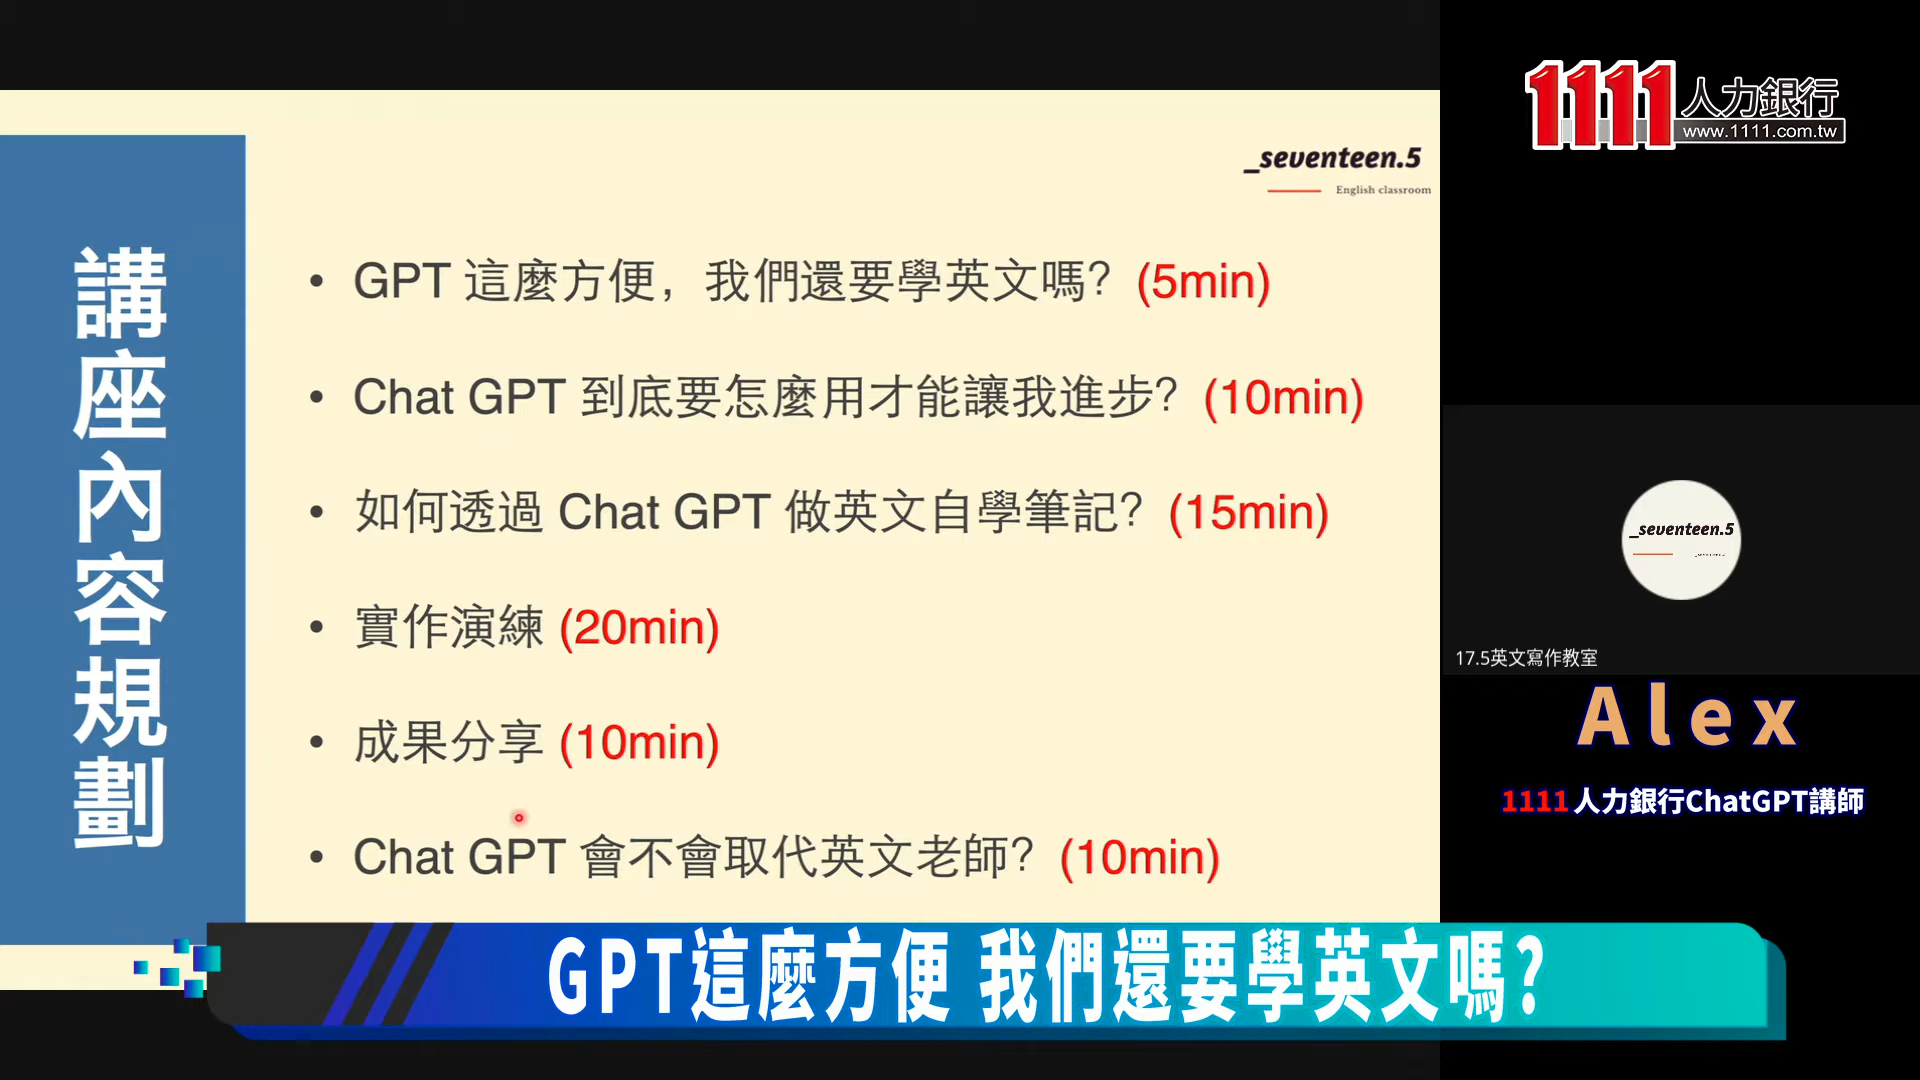 講座內容規劃
_seventeen.5
English classroom
• GPT 這麼方便，我們還要學英文嗎？(5min)
• Chat GPT 到底要怎麼用才能讓我進步？(10min)
• 如何透過 Chat GPT 做英文自學筆記？(15min)
• 實作演練 (20min)
• 成果分享 (10min)
• Chat GPT 會不會取代英文老師？(10min)
GPT這麼方便 我們還要學英文嗎?
1111人力銀行
www.1111.com.tw
_seventeen.5
17.5英文寫作教室
Alex
1111人力銀行ChatGPT講師